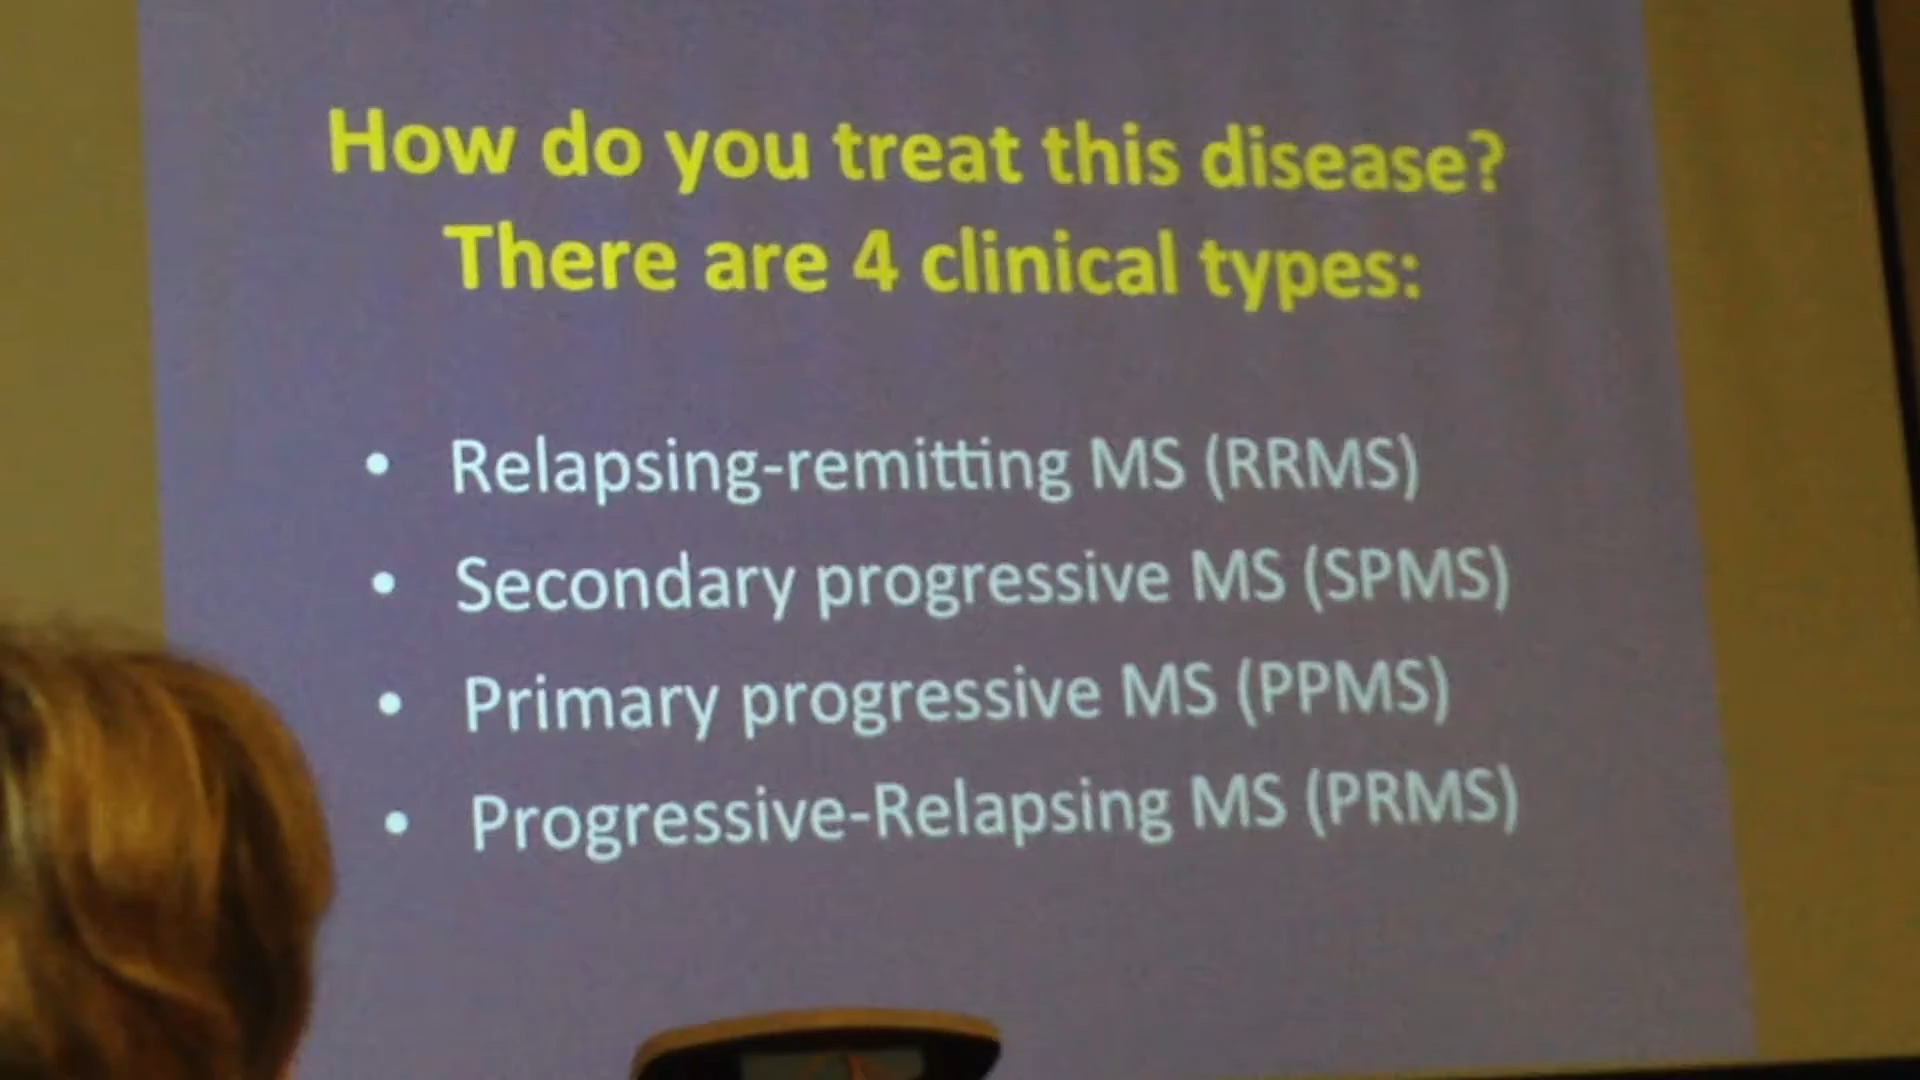 How do you treat this disease?
There are 4 clinical types:
• Relapsing-remitting MS (RRMS)
• Secondary progressive MS (SPMS)
• Primary progressive MS (PPMS)
• Progressive-Relapsing MS (PRMS)